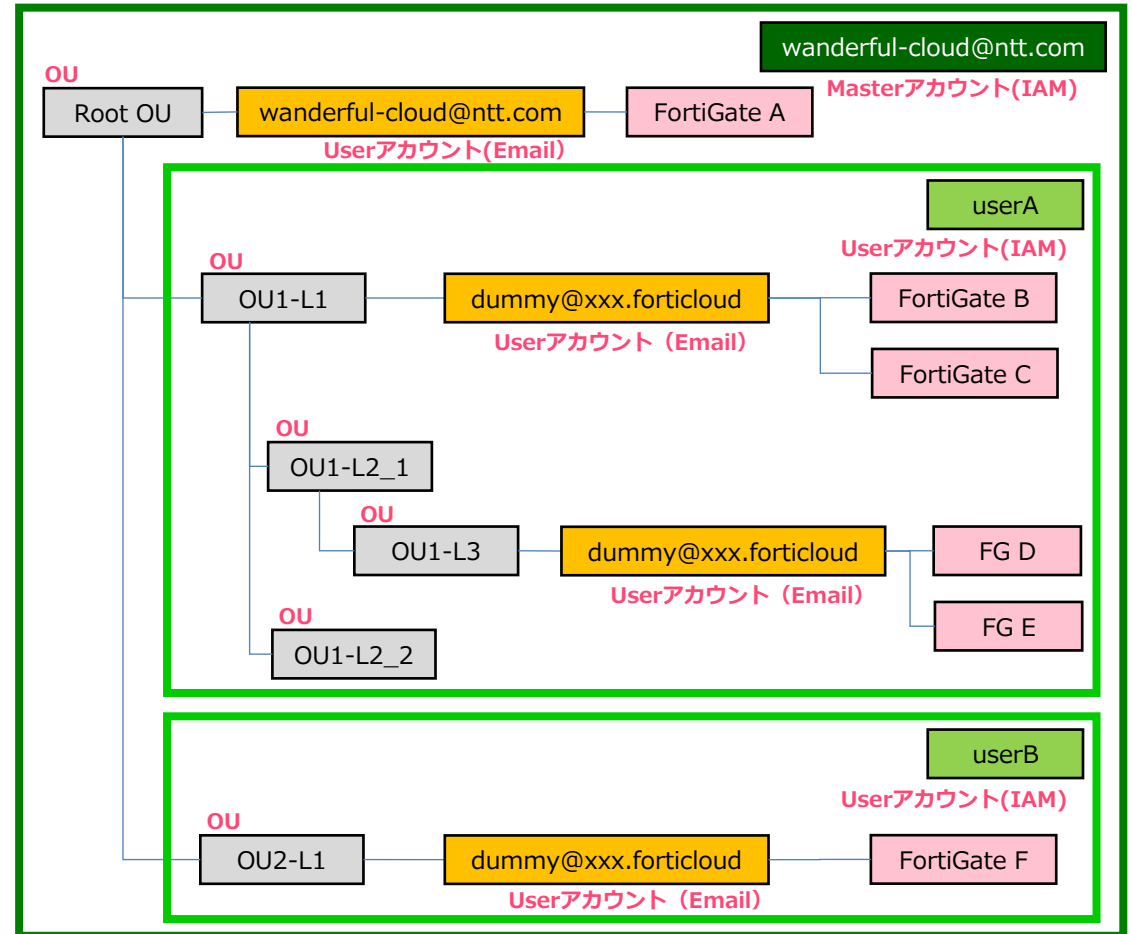 wanderful-cloud@ntt.com
Masterアカウント(IAM)
OU
Root OU
wanderful-cloud@ntt.com
Userアカウント(Email）
FortiGate A
userA
Userアカウント(IAM)
OU
OU1-L1
dummy@xxx.forticloud
Userアカウント（Email）
FortiGate B
FortiGate C
OU
OU1-L2_1
OU
OU1-L3
dummy@xxx.forticloud
Userアカウント（Email）
FG D
FG E
OU
OU1-L2_2
userB
Userアカウント(IAM)
OU
OU2-L1
dummy@xxx.forticloud
Userアカウント（Email）
FortiGate F